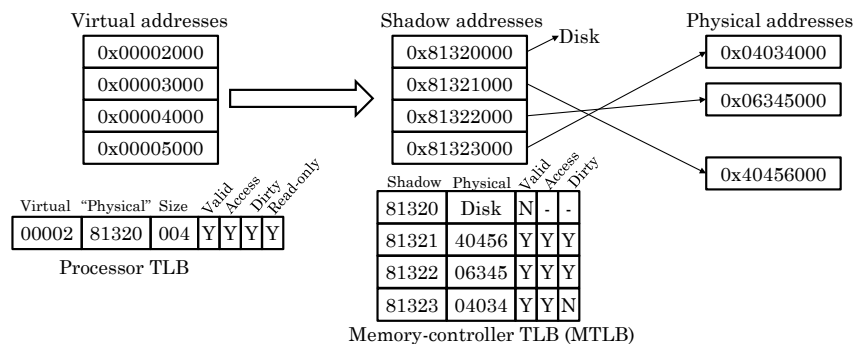 Virtual addresses
0x00002000
0x00003000
0x00004000
0x00005000
Shadow addresses
0x81320000
0x81321000
0x81322000
0x81323000
Disk
Physical addresses
0x04034000
0x06345000
0x40456000
Virtual "Physical" Size Valid Access Dirty Read-only
00002 81320 004 Y Y Y Y
Processor TLB
Shadow Physical Valid Access Dirty
81320 Disk N - -
81321 40456 Y Y Y
81322 06345 Y Y Y
81323 04034 Y Y N
Memory-controller TLB (MTLB)